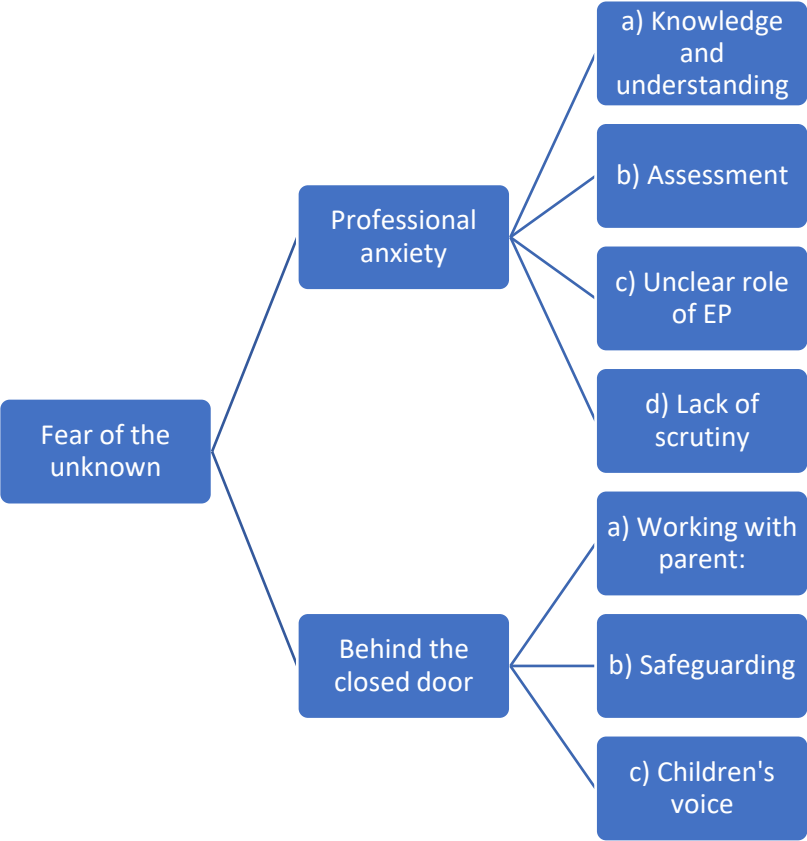 Fear of the
unknown
Professional
anxiety
a) Knowledge
and
understanding
b) Assessment
c) Unclear role
of EP
d) Lack of
scrutiny
Behind the
closed door
a) Working with
parent:
b) Safeguarding
c) Children's
voice